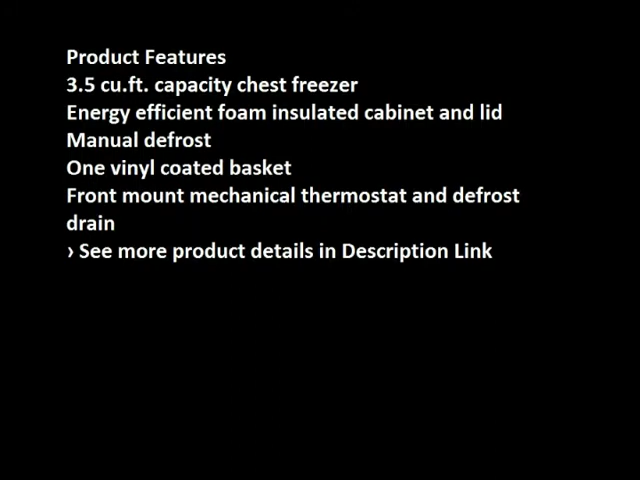 Product Features
3.5 cu.ft. capacity chest freezer
Energy efficient foam insulated cabinet and lid
Manual defrost
One vinyl coated basket
Front mount mechanical thermostat and defrost
drain
› See more product details in Description Link